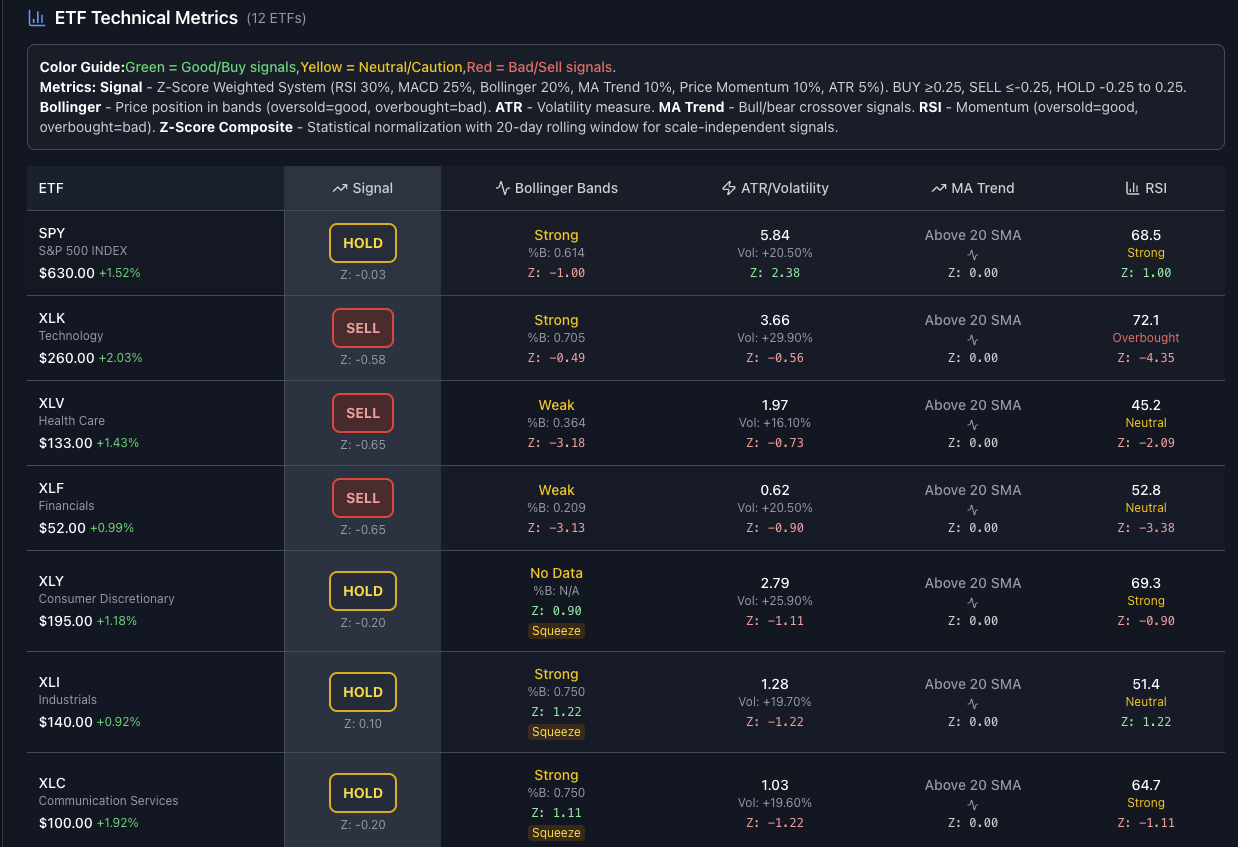 ETF Technical Metrics (12 ETFs)
Color Guide:Green = Good/Buy signals,Yellow = Neutral/Caution,Red = Bad/Sell signals.
Metrics: Signal - Z-Score Weighted System (RSI 30%, MACD 25%, Bollinger 20%, MA Trend 10%, Price Momentum 10%, ATR 5%). BUY ≥0.25, SELL ≤-0.25, HOLD -0.25 to 0.25.
Bollinger - Price position in bands (oversold=good, overbought=bad). ATR - Volatility measure. MA Trend - Bull/bear crossover signals. RSI - Momentum (oversold=good,
overbought=bad). Z-Score Composite - Statistical normalization with 20-day rolling window for scale-independent signals.
ETF Signal Bollinger Bands ATR/Volatility MA Trend RSI
SPY HOLD Strong 5.84 Above 20 SMA 68.5
S&P 500 INDEX %B: 0.614 Vol: +20.50% Strong
$630.00 +1.52% Z: -0.03 Z: -1.00 Z: 2.38 Z: 0.00 Z: 1.00
XLK SELL Strong 3.66 Above 20 SMA 72.1
Technology %B: 0.705 Vol: +29.90% Overbought
$260.00 +2.03% Z: -0.58 Z: -0.49 Z: -0.56 Z: 0.00 Z: -4.35
XLV SELL Weak 1.97 Above 20 SMA 45.2
Health Care %B: 0.364 Vol: +16.10% Neutral
$133.00 +1.43% Z: -0.65 Z: -3.18 Z: -0.73 Z: 0.00 Z: -2.09
XLF SELL Weak 0.62 Above 20 SMA 52.8
Financials %B: 0.209 Vol: +20.50% Neutral
$52.00 +0.99% Z: -0.65 Z: -3.13 Z: -0.90 Z: 0.00 Z: -3.38
XLY HOLD No Data 2.79 Above 20 SMA 69.3
Consumer Discretionary %B: N/A Vol: +25.90% Strong
$195.00 +1.18% Z: -0.20 Z: 0.90 Z: -1.11 Z: 0.00 Z: -0.90
Squeeze
XLI HOLD Strong 1.28 Above 20 SMA 51.4
Industrials %B: 0.750 Vol: +19.70% Neutral
$140.00 +0.92% Z: 0.10 Z: 1.22 Z: -1.22 Z: 0.00 Z: 1.22
Squeeze
XLC HOLD Strong 1.03 Above 20 SMA 64.7
Communication Services %B: 0.750 Vol: +19.60% Strong
$100.00 +1.92% Z: -0.20 Z: 1.11 Z: -1.22 Z: 0.00 Z: -1.11
Squeeze